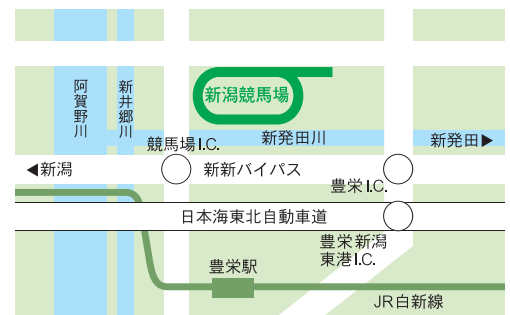 阿賀野川
新井郷川
新潟競馬場
競馬場I.C.
新発田川
新発田▶
◀新潟
新新バイパス
豊栄I.C.
日本海東北自動車道
豊栄新潟
東港I.C.
豊栄駅
JR白新線